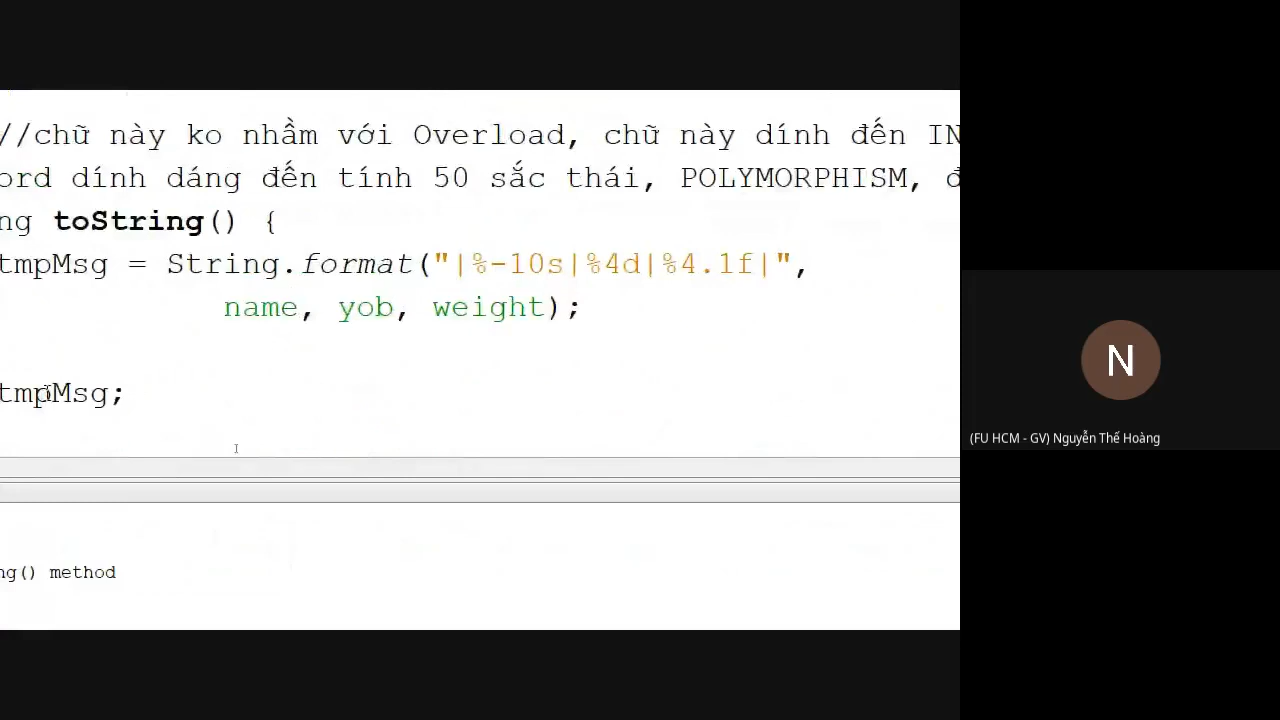 //chữ này ko nhầm với Overload, chữ này dính đến IN
ord dính dáng đến tính 50 sắc thái, POLYMORPHISM, đ
ng toString() {
tmpMsg = String.format("|%-10s|%4d|%4.1f|",
name, yob, weight);
tmpMsg;
ng() method
N
(FU HCM - GV) Nguyễn Thế Hoàng